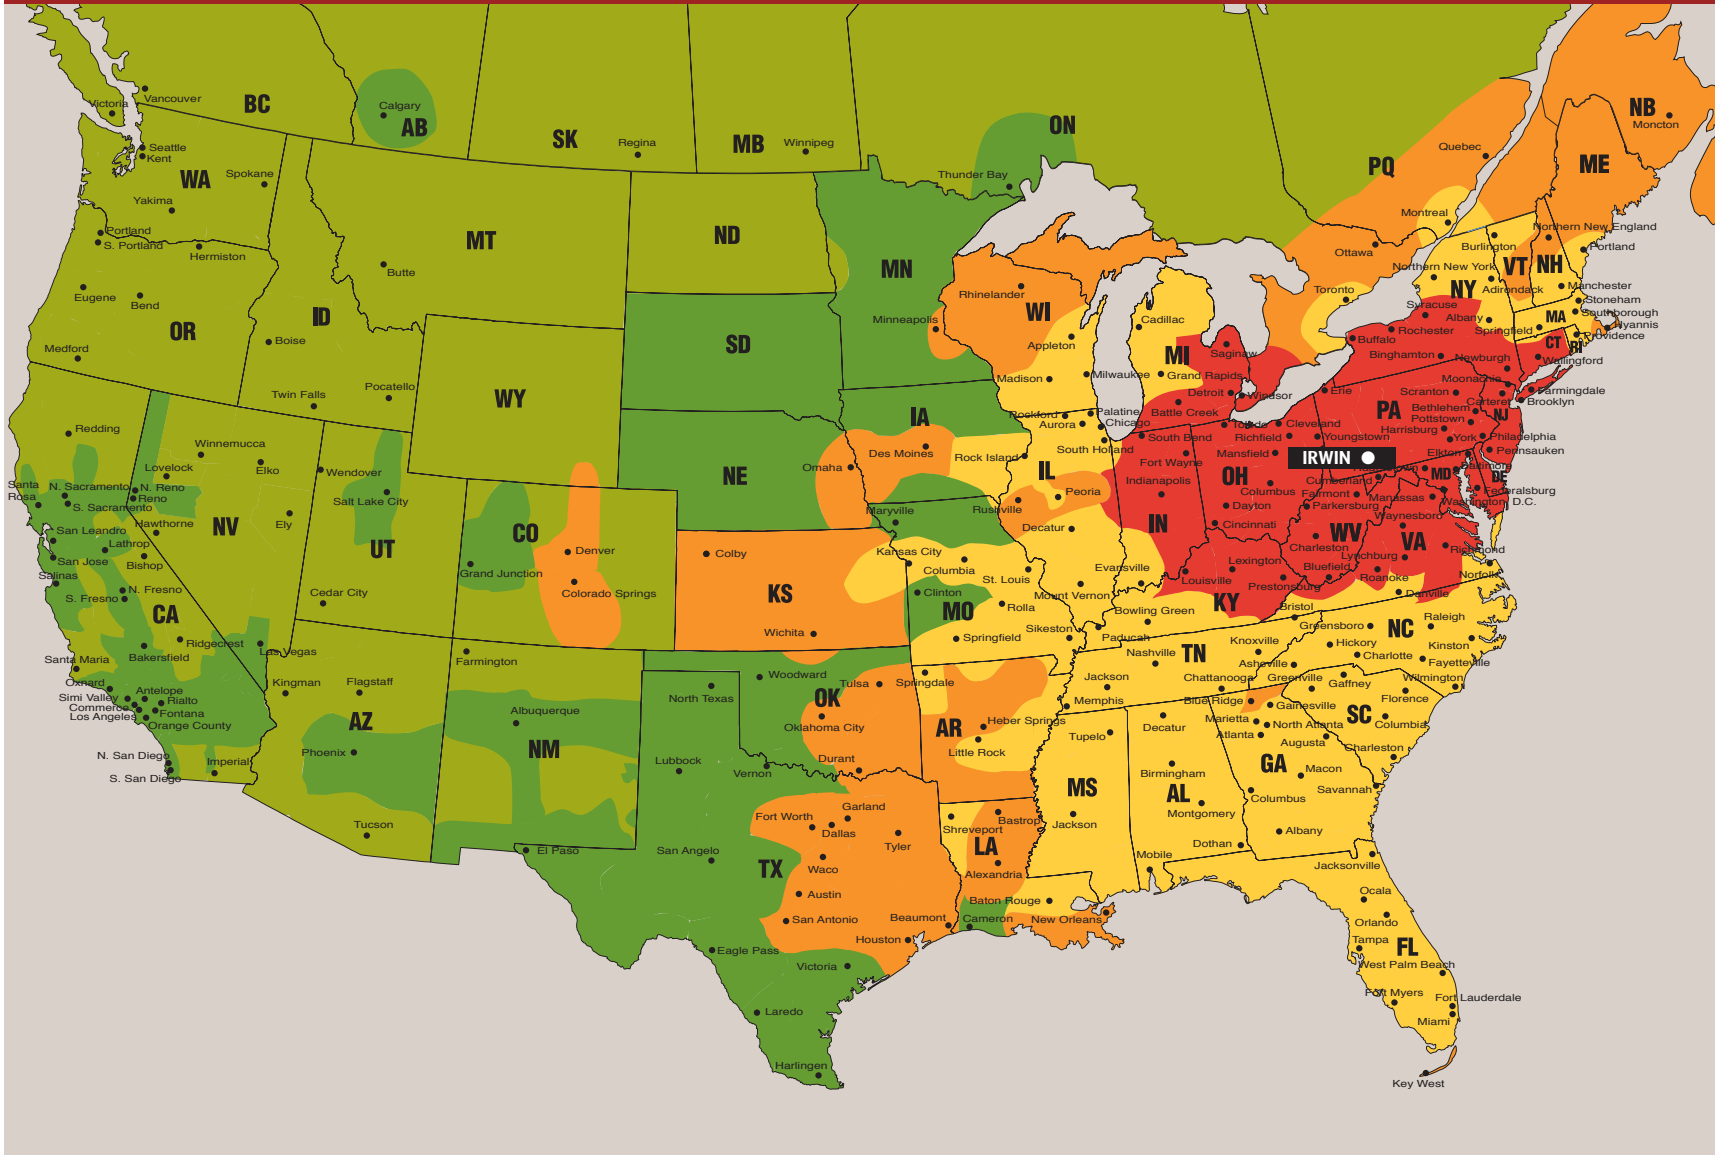 BC
Vancouver
Victoria
Calgary
AB
SK
Regina
MB
Winnipeg
ON
Thunder Bay
PQ
Quebec
Montreal
Ottawa
Toronto
NB
Moncton
ME
Seattle
Kent
WA
Spokane
Yakima
Portland
S. Portland
Hermiston
Eugene
Bend
OR
Medford
MT
Butte
ID
Boise
Twin Falls
Pocatello
WY
ND
SD
NE
Omaha
MN
Minneapolis
WI
Rhinelander
Appleton
Madison
Milwaukee
MI
Cadillac
Saginaw
Grand Rapids
Detroit
Battle Creek
Windsor
Northern New England
Portland
Burlington
VT
NH
Northern New York
Adirondack
NY
Manchester
Stoneham
Southborough
Hyannis
Providence
MA
Syracuse
Albany
Springfield
CT
RI
Wallingford
Rochester
Buffalo
Binghamton
Newburgh
Moonachie
Farmingdale
Brooklyn
Carteret
NJ
Erie
PA
Scranton
Bethlehem
Pottstown
Harrisburg
York
Philadelphia
Pennsauken
Elkton
Baltimore
MD
DE
Federalsburg
Washington, D.C.
Manassas
Cumberland
IRWIN
Toledo
Cleveland
Richfield
Youngstown
Mansfield
OH
Columbus
Dayton
Cincinnati
Fairmont
Parkersburg
WV
Charleston
Bluefield
Waynesboro
VA
Lynchburg
Richmond
Roanoke
Norfolk
Danville
IA
Des Moines
Rock Island
Rockford
Palatine
Aurora
Chicago
South Holland
IL
Peoria
Rushville
Decatur
Mount Vernon
South Bend
Fort Wayne
Indianapolis
IN
Evansville
Louisville
Lexington
Prestonsburg
KY
Bowling Green
Paducah
Redding
Santa
Rosa
N. Sacramento
S. Sacramento
San Leandro
Lathrop
San Jose
Salinas
Bishop
N. Fresno
S. Fresno
CA
Ridgecrest
Bakersfield
Santa Maria
Oxnard
Simi Valley
Commerce
Los Angeles
Antelope
Rialto
Fontana
Orange County
N. San Diego
S. San Diego
Imperial
Winnemucca
Lovelock
Elko
N. Reno
Reno
Hawthorne
NV
Ely
Las Vegas
Wendover
Salt Lake City
UT
Cedar City
CO
Denver
Grand Junction
Colorado Springs
Kingman
Flagstaff
AZ
Phoenix
Tucson
Farmington
Albuquerque
NM
Colby
KS
Wichita
Maryville
Kansas City
Columbia
St. Louis
Clinton
MO
Rolla
Springfield
Sikeston
Woodward
Tulsa
OK
Oklahoma City
Durant
North Texas
Lubbock
Vernon
El Paso
San Angelo
Fort Worth
Garland
Dallas
Tyler
Waco
TX
Austin
San Antonio
Beaumont
Houston
Eagle Pass
Victoria
Laredo
Harlingen
Springdale
AR
Heber Springs
Little Rock
Shreveport
Bastrop
LA
Alexandria
Baton Rouge
Cameron
New Orleans
TN
Nashville
Knoxville
Bristol
Jackson
Memphis
Chattanooga
Tupelo
MS
Jackson
Decatur
Birmingham
AL
Montgomery
Dothan
Mobile
Greensboro
Raleigh
NC
Hickory
Kinston
Charlotte
Fayetteville
Asheville
Wilmington
Greenville
Gaffney
Florence
SC
Columbia
Charleston
Blue Ridge
Gainesville
Marietta
North Atlanta
Atlanta
Augusta
GA
Macon
Columbus
Savannah
Albany
Jacksonville
Ocala
Orlando
Tampa
FL
West Palm Beach
Fort Myers
Fort Lauderdale
Miami
Key West